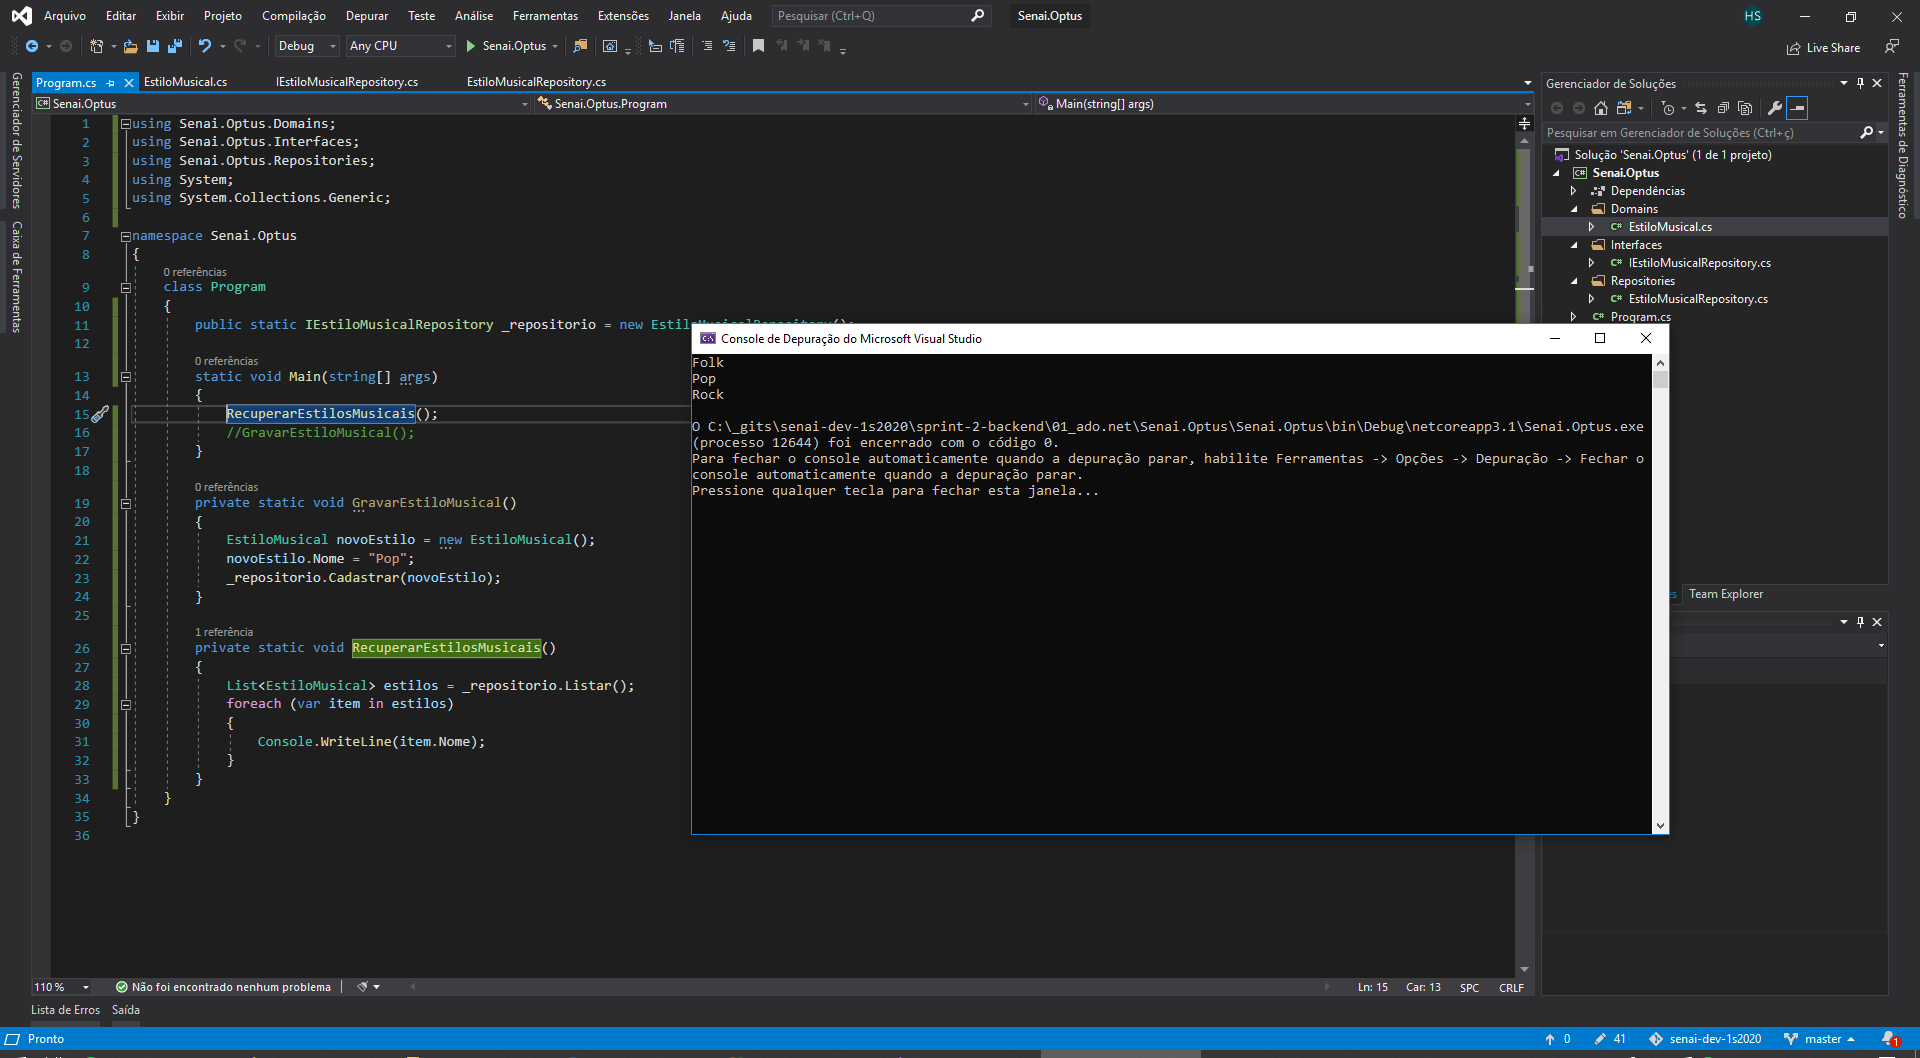 Arquivo Editar Exibir Projeto Compilação Depurar Teste Análise Ferramentas Extensões Janela Ajuda Pesquisar (Ctrl+Q) Senai.Optus HS
Debug Any CPU Senai.Optus Live Share
Gerenciador de Servidores
Caixa de Ferramentas
Program.cs EstiloMusical.cs IEstiloMusicalRepository.cs EstiloMusicalRepository.cs
Senai.Optus Senai.Optus.Program Main(string[] args)
1 using Senai.Optus.Domains;
2 using Senai.Optus.Interfaces;
3 using Senai.Optus.Repositories;
4 using System;
5 using System.Collections.Generic;
6
7 namespace Senai.Optus
8 {
0 referências
9 class Program
10 {
11 public static IEstiloMusicalRepository _repositorio = new EstiloMusicalRepository();
12
0 referências
13 static void Main(string[] args)
14 {
15 RecuperarEstilosMusicais();
16 //GravarEstiloMusical();
17 }
18
0 referências
19 private static void GravarEstiloMusical()
20 {
21 EstiloMusical novoEstilo = new EstiloMusical();
22 novoEstilo.Nome = "Pop";
23 _repositorio.Cadastrar(novoEstilo);
24 }
25
1 referência
26 private static void RecuperarEstilosMusicais()
27 {
28 List<EstiloMusical> estilos = _repositorio.Listar();
29 foreach (var item in estilos)
30 {
31 Console.WriteLine(item.Nome);
32 }
33 }
34 }
35 }
36
Console de Depuração do Microsoft Visual Studio
Folk
Pop
Rock
O C:\_gits\senai-dev-1s2020\sprint-2-backend\01_ado.net\Senai.Optus\Senai.Optus\bin\Debug\netcoreapp3.1\Senai.Optus.exe
(processo 12644) foi encerrado com o código 0.
Para fechar o console automaticamente quando a depuração parar, habilite Ferramentas -> Opções -> Depuração -> Fechar o
console automaticamente quando a depuração parar.
Pressione qualquer tecla para fechar esta janela...
Gerenciador de Soluções
Pesquisar em Gerenciador de Soluções (Ctrl+ç)
Solução 'Senai.Optus' (1 de 1 projeto)
C# Senai.Optus
Dependências
Domains
C# EstiloMusical.cs
Interfaces
C# IEstiloMusicalRepository.cs
Repositories
C# EstiloMusicalRepository.cs
C# Program.cs
Team Explorer
Ferramentas de Diagnóstico
110 % Não foi encontrado nenhum problema Ln: 15 Car: 13 SPC CRLF
Lista de Erros Saída
Pronto 0 41 senai-dev-1s2020 master 1